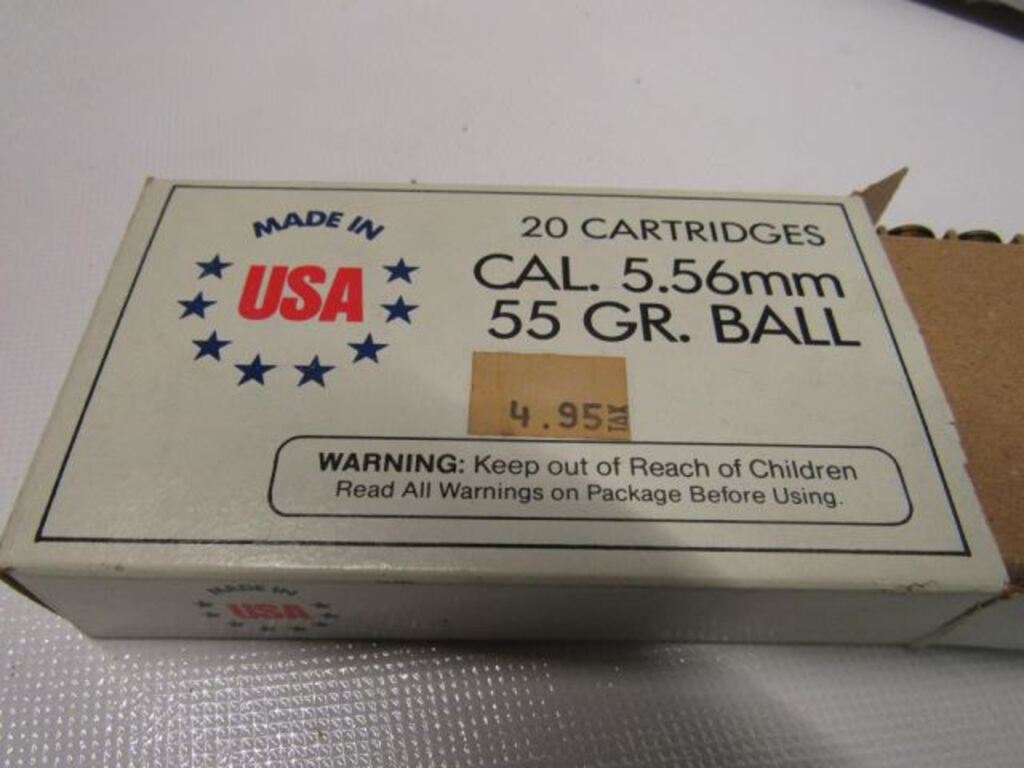 MADE IN
USA
20 CARTRIDGES
CAL. 5.56mm
55 GR. BALL
4.95 TAX
WARNING: Keep out of Reach of Children
Read All Warnings on Package Before Using.
MADE IN
USA